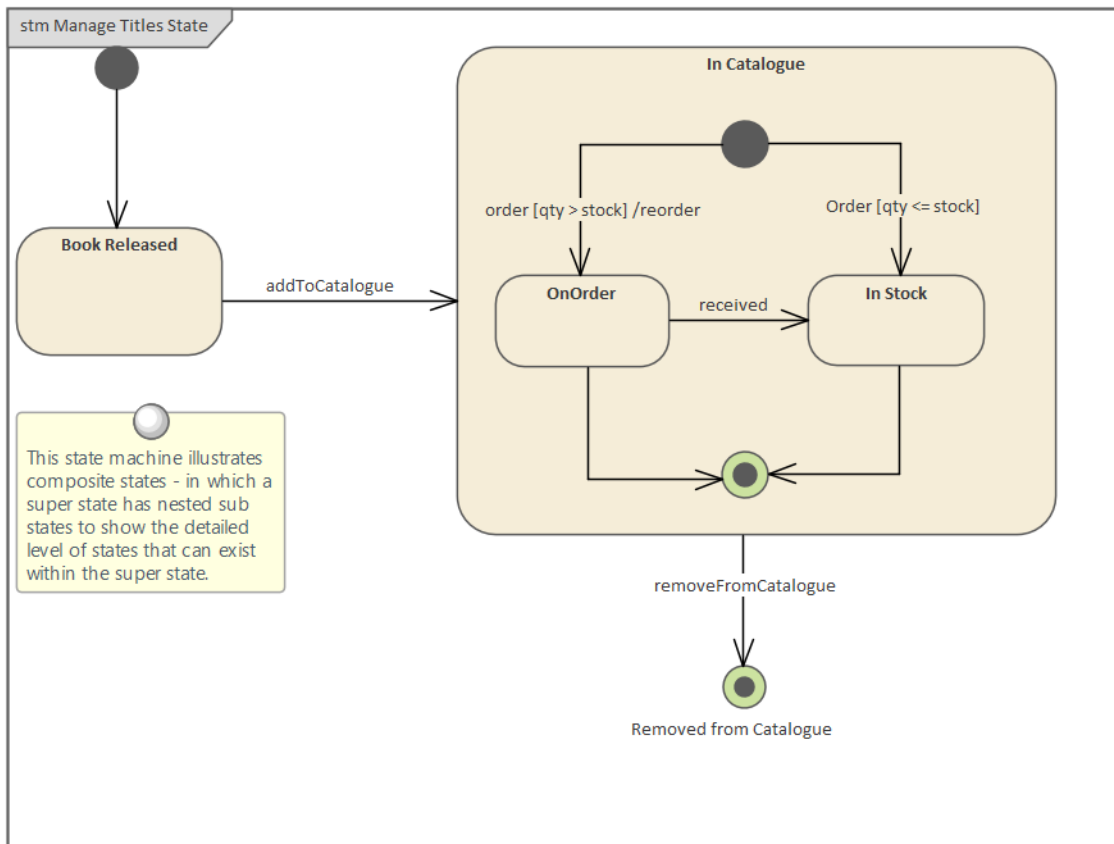 stm Manage Titles State
In Catalogue
order [qty > stock] /reorder
Order [qty <= stock]
Book Released
addToCatalogue
OnOrder
received
In Stock
This state machine illustrates
composite states - in which a
super state has nested sub
states to show the detailed
level of states that can exist
within the super state.
removeFromCatalogue
Removed from Catalogue